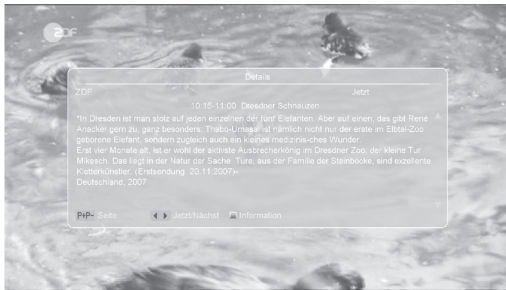 ZDF
Details
ZDF Jetzt
10:15-11:00 Dresdner Schnauzen
"In Dresden ist man stolz auf jeden einzelnen der fünf Elefanten. Aber auf einen, das gibt René
Anacker gern zu, ganz besonders: Thabo-Umasai ist nämlich nicht nur der erste im Elbtal-Zoo
geborene Elefant, sondern zugleich auch ein kleines medizinisches Wunder.
Erst vier Monate alt, ist er wohl der aktivste Ausbrecherkönig im Dresdner Zoo: der kleine Tur
Mikesch. Das liegt in der Natur der Sache: Ture, aus der Familie der Steinböcke, sind exzellente
Kletterkünstler. (Erstsendung: 20.11.2007)-
Deutschland, 2007
P+P- Seite Jetzt/Nächst Information